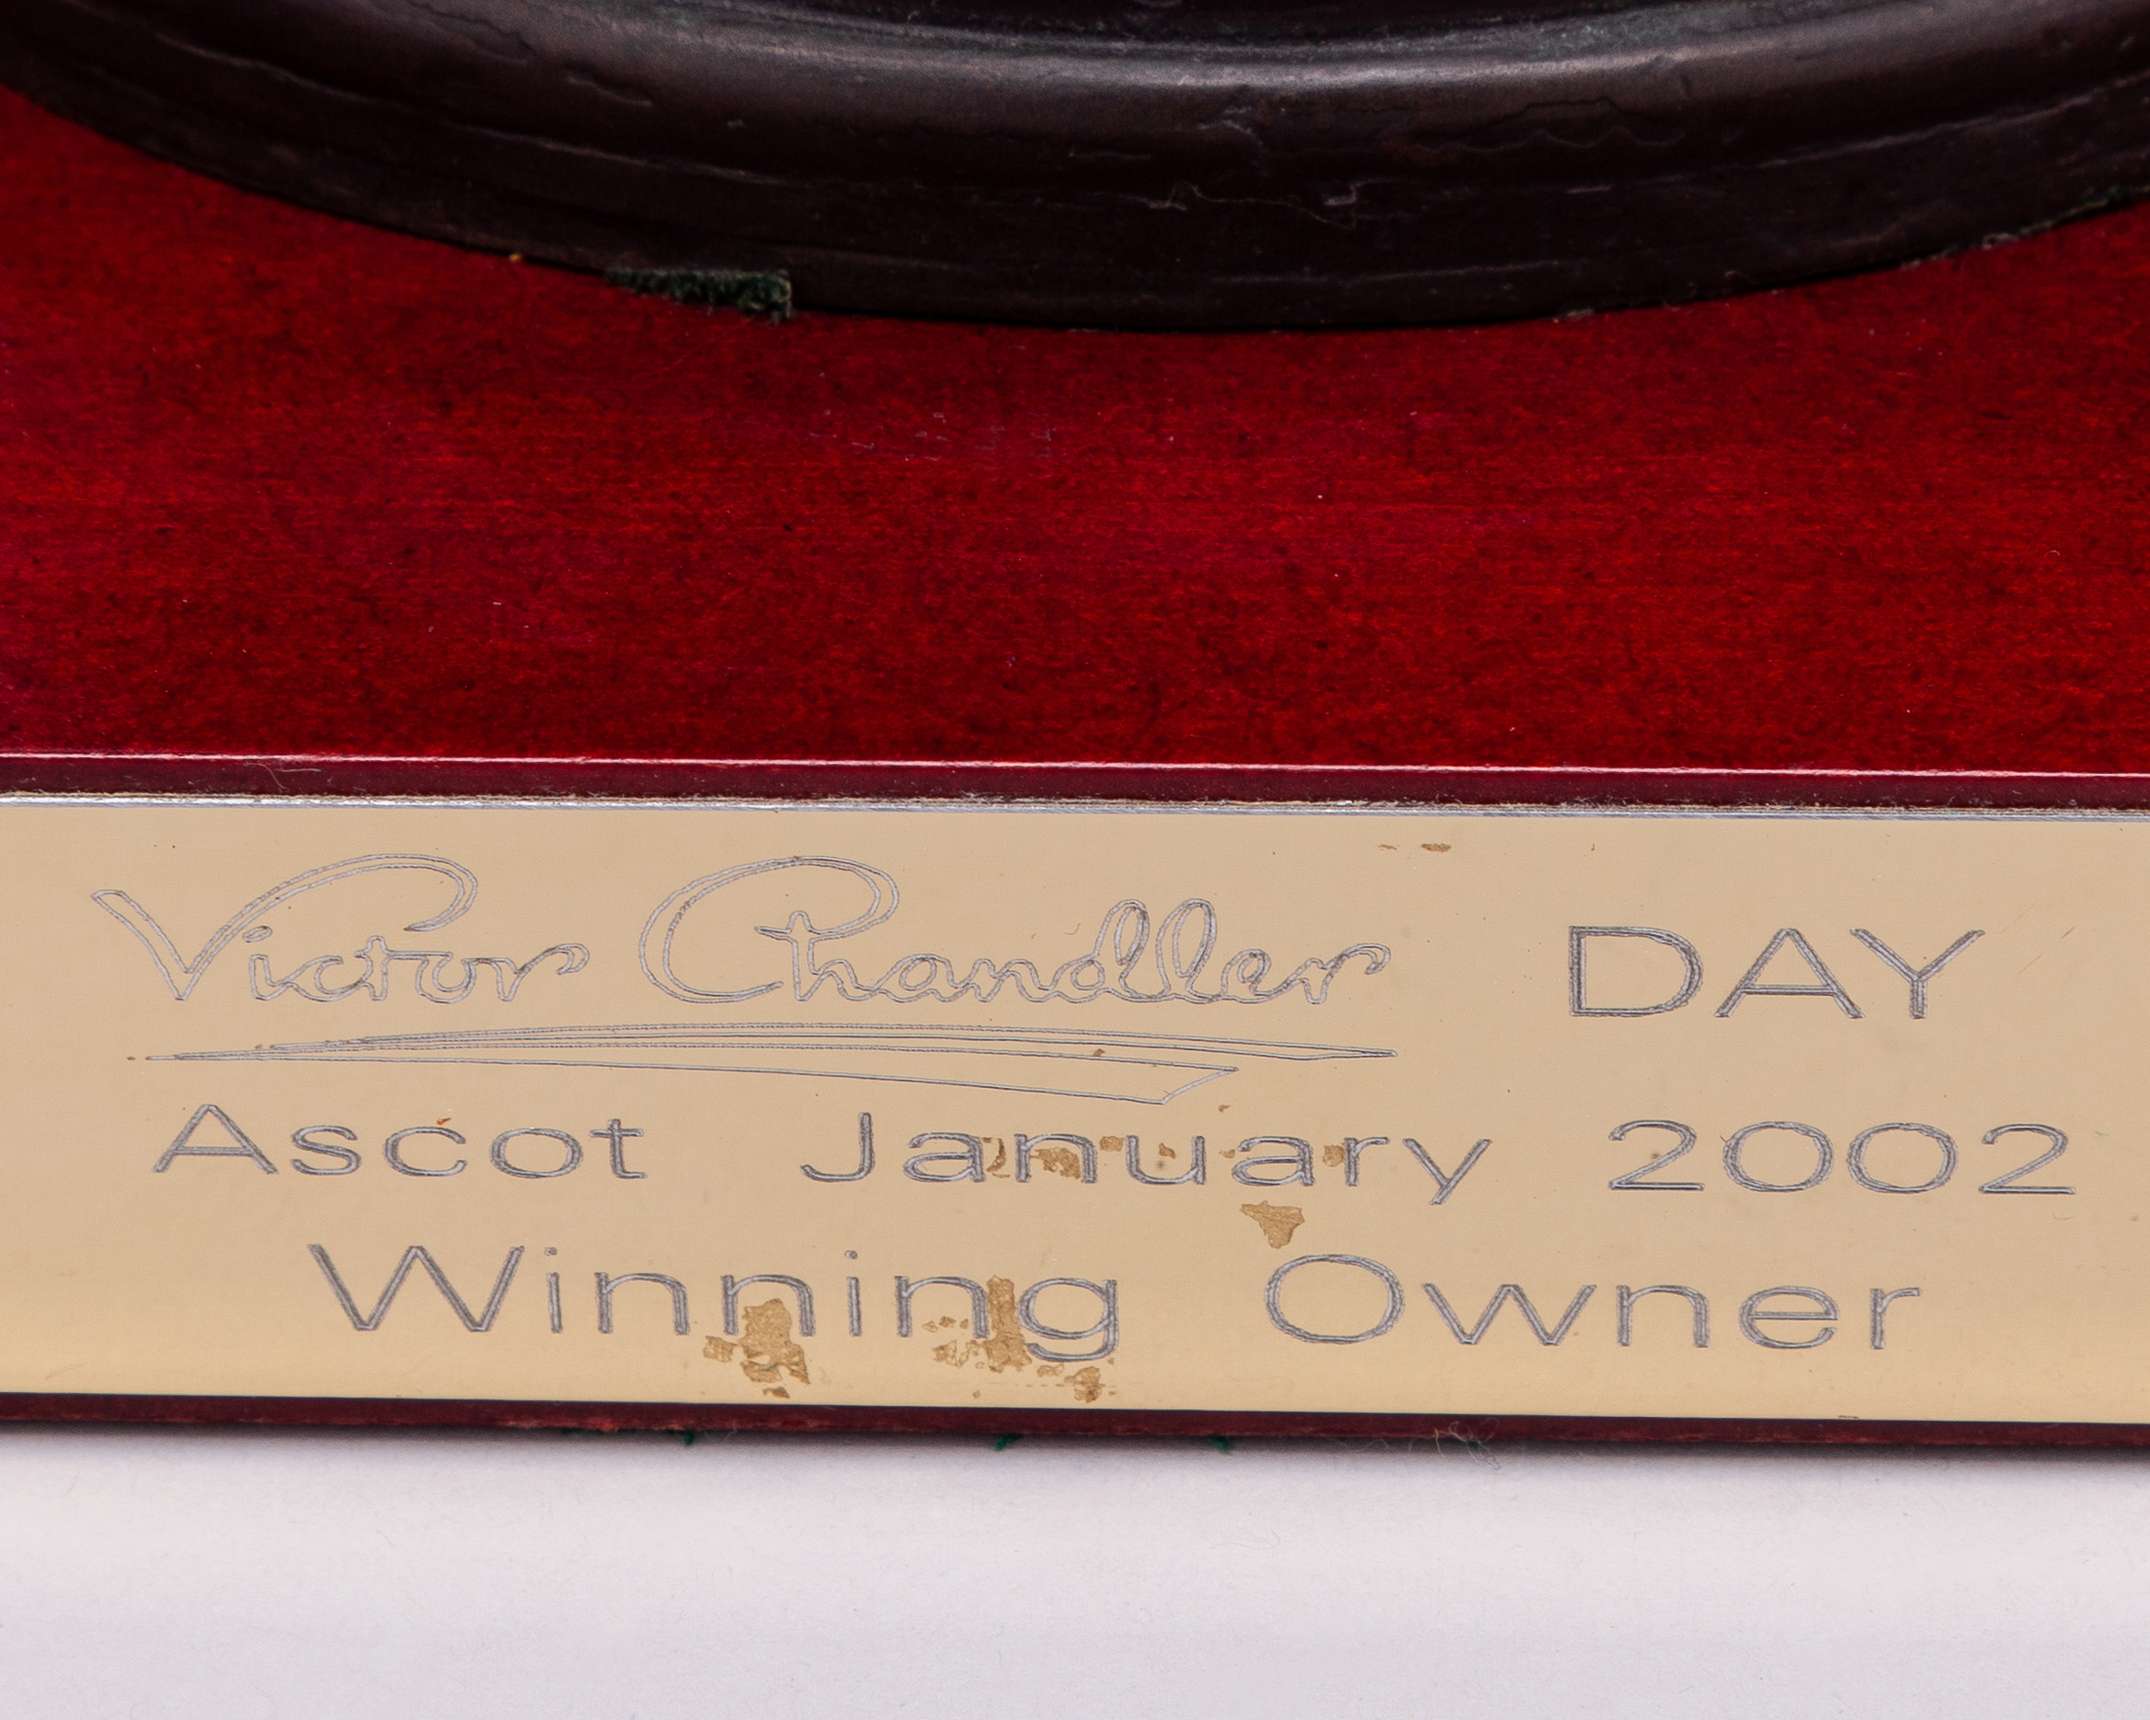 Victor Chandler DAY
Ascot January 2002
Winning Owner